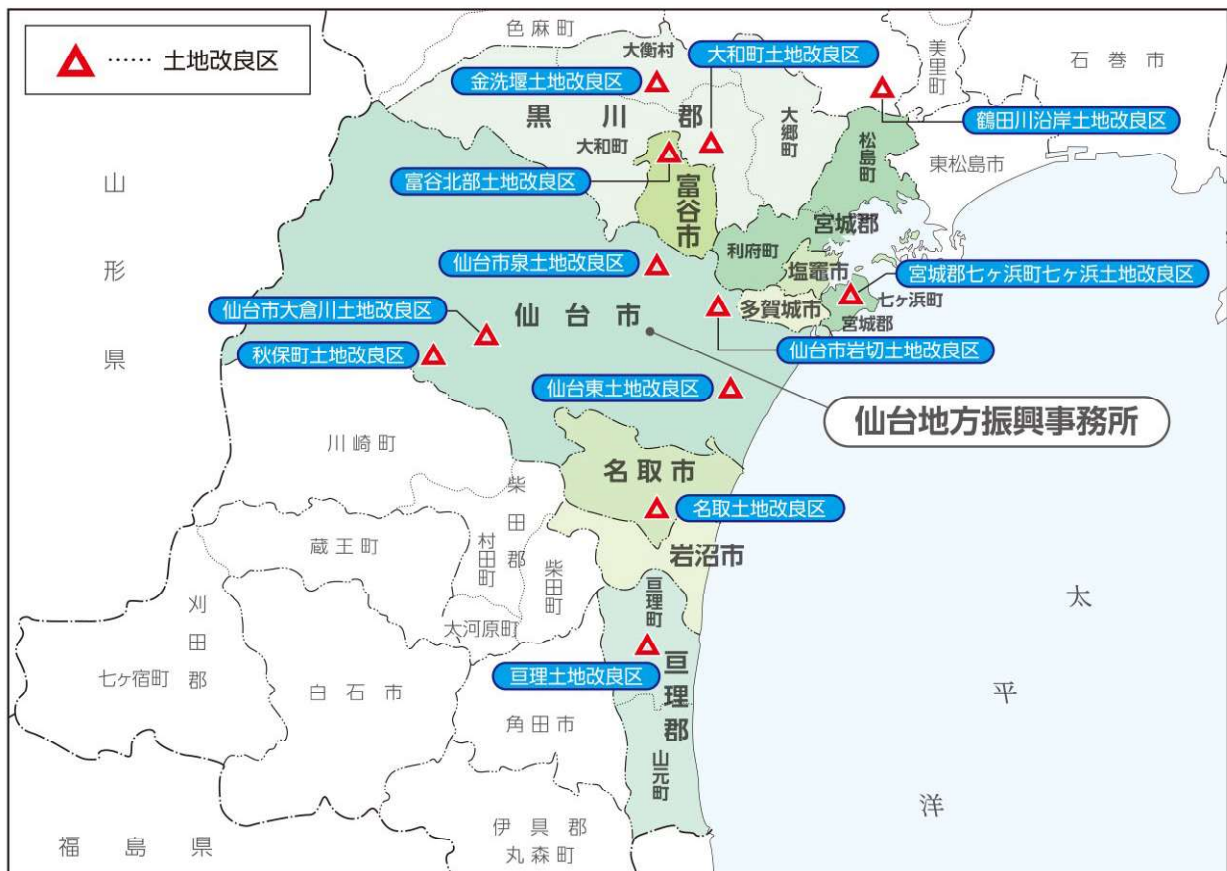 …… 土地改良区
色麻町
大衡村
大和町土地改良区
美里町
石巻市
金洗堰土地改良区
黒川郡
大郷町
鶴田川沿岸土地改良区
大和町
松島町
東松島市
山形県
富谷北部土地改良区
富谷市
宮城郡
利府町
仙台市泉土地改良区
塩竈市
宮城郡七ヶ浜町七ヶ浜土地改良区
仙台市大倉川土地改良区
仙台市
多賀城市
七ヶ浜町
宮城郡
秋保町土地改良区
仙台市岩切土地改良区
仙台東土地改良区
仙台地方振興事務所
川崎町
名取市
柴田郡
名取土地改良区
蔵王町
村田町
柴田町
岩沼市
亘理町
太平洋
刈田郡
大河原町
亘理土地改良区
亘理郡
七ヶ宿町
白石市
角田市
山元町
伊具郡
丸森町
福島県